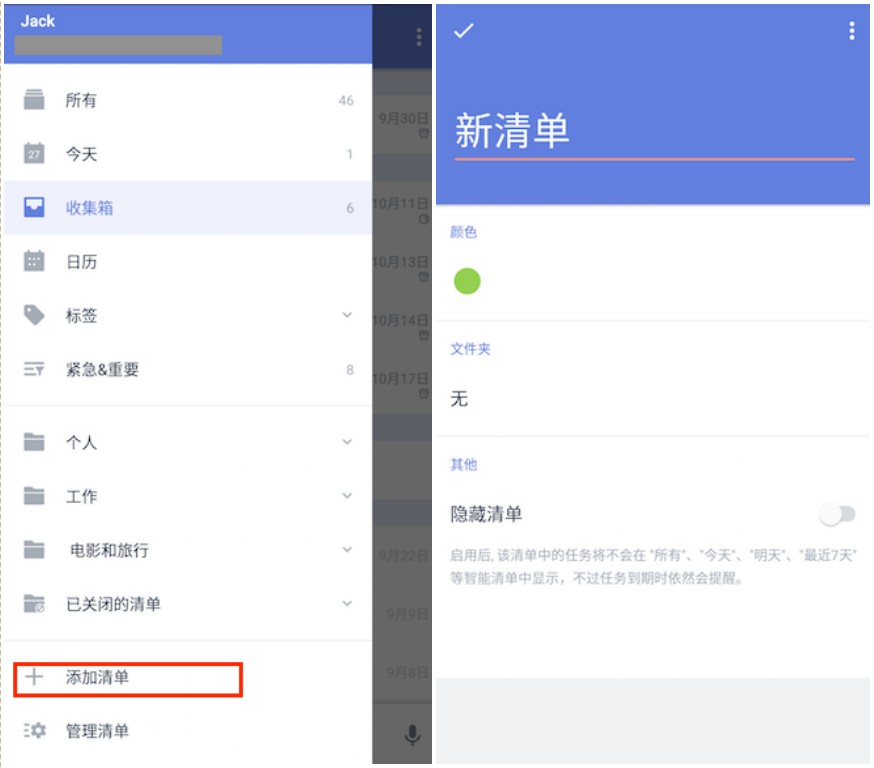 Jack
所有
46
27
今天
1
收集箱
6
日历
标签
紧急&重要
8
个人
工作
电影和旅行
已关闭的清单
添加清单
管理清单
9月30日
10月11日
10月13日
10月14日
10月17日
9月22日
9月9日
9月8日
新清单
颜色
文件夹
无
其他
隐藏清单
启用后, 该清单中的任务将不会在 "所有"、"今天"、"明天"、"最近7天"
等智能清单中显示，不过任务到期时依然会提醒。